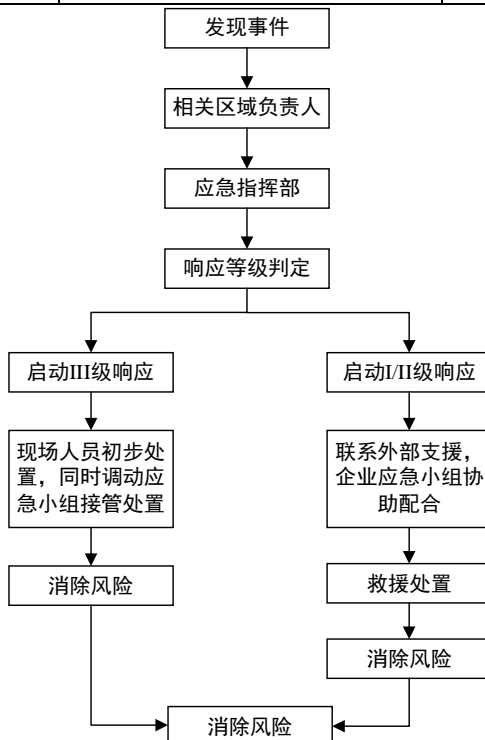 发现事件
相关区域负责人
应急指挥部
响应等级判定
启动III级响应
启动I/II级响应
现场人员初步处
置，同时调动应
急小组接管处置
联系外部支援，
企业应急小组协
助配合
消除风险
救援处置
消除风险
消除风险